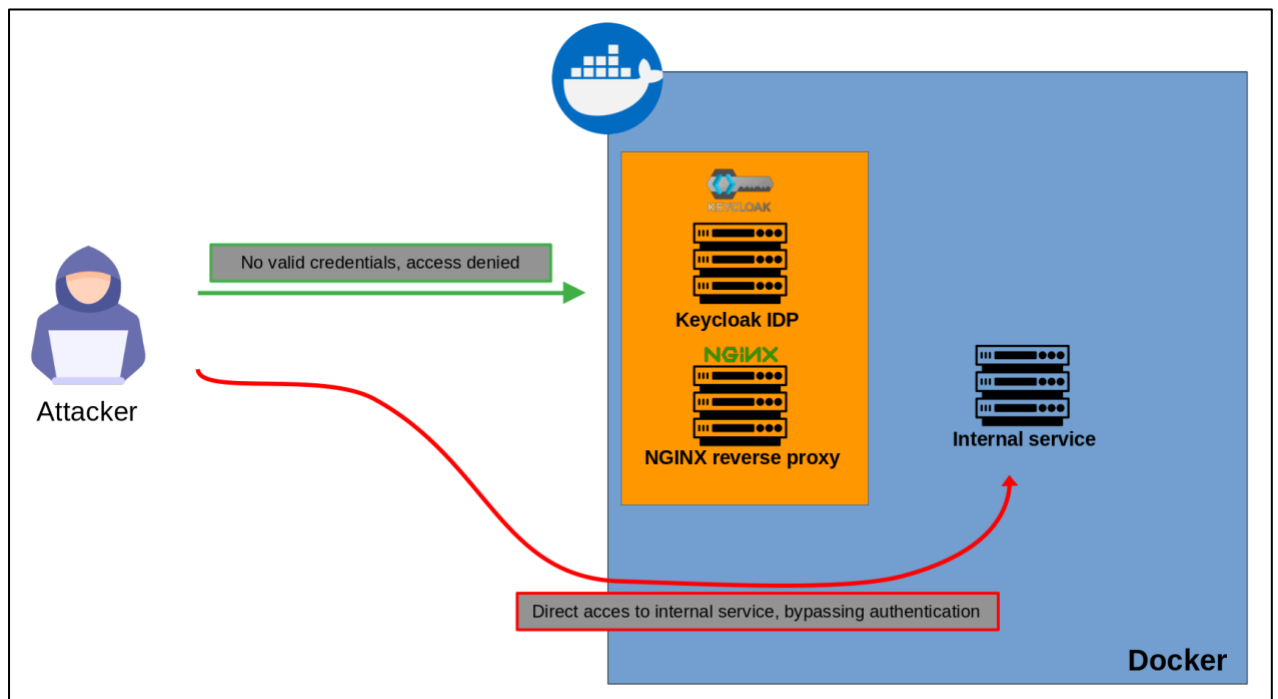 KEYCLOAK
No valid credentials, access denied
Keycloak IDP
NGINX
NGINX reverse proxy
Attacker
Internal service
Direct acces to internal service, bypassing authentication
Docker